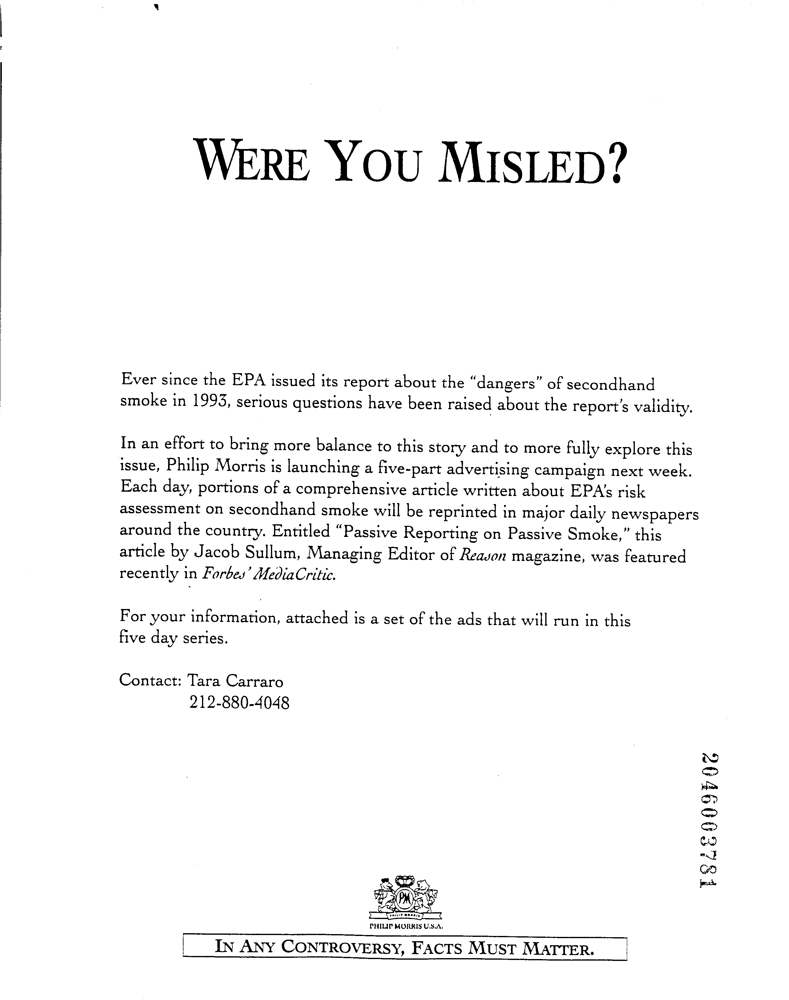 WERE YOU MISLED?
Ever since the EPA issued its report about the "dangers" of secondhand
smoke in 1993, serious questions have been raised about the report's validity.
In an effort to bring more balance to this story and to more fully explore this
issue, Philip Morris is launching a five-part advertising campaign next week.
Each day, portions of a comprehensive article written about EPA's risk
assessment on secondhand smoke will be reprinted in major daily newspapers
around the country. Entitled "Passive Reporting on Passive Smoke," this
article by Jacob Sullum, Managing Editor of Reason magazine, was featured
recently in Forbes' MediaCritic.
For your information, attached is a set of the ads that will run in this
five day series.
Contact: Tara Carraro
212-880-4048
2046003781
PM
PHILIP MORRIS
PHILIP MORRIS U.S.A.
IN ANY CONTROVERSY, FACTS MUST MATTER.